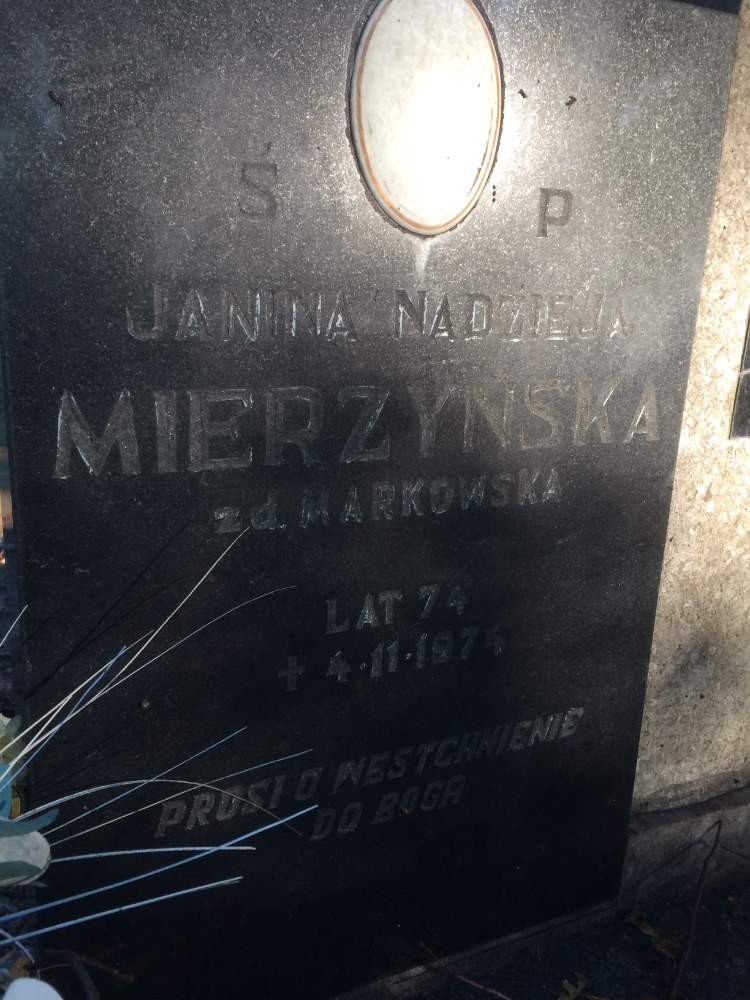 Ś P
JANINA NADZIEJA
MIERZYŃSKA
zd. MARKOWSKA
LAT 74
+ 4.11.1974
PROSI O WESTCHNIENIE
DO BOGA